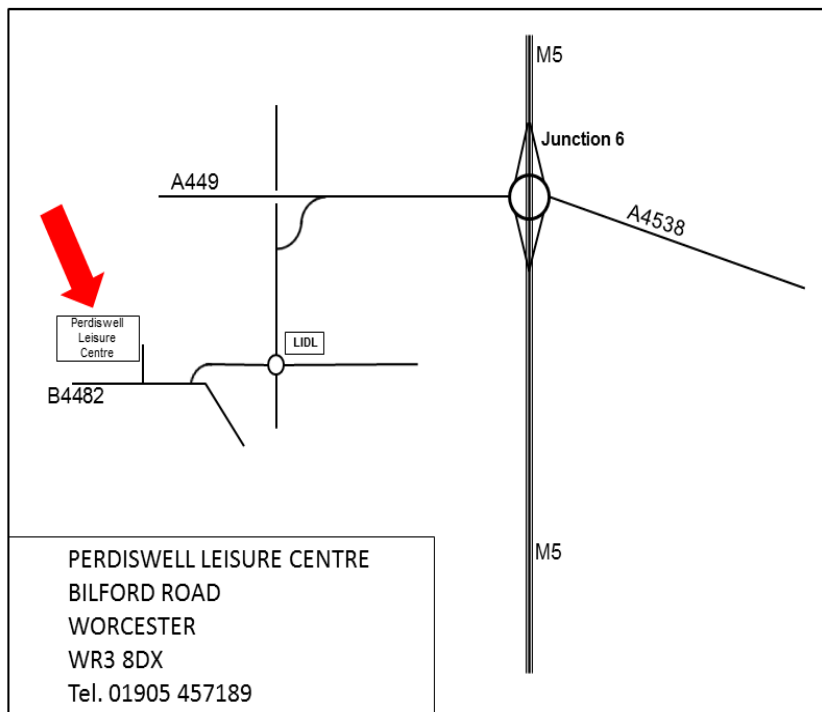 M5
Junction 6
A449
A4538
Perdiswell
Leisure
Centre
LIDL
B4482
M5
PERDISWELL LEISURE CENTRE
BILFORD ROAD
WORCESTER
WR3 8DX
Tel. 01905 457189